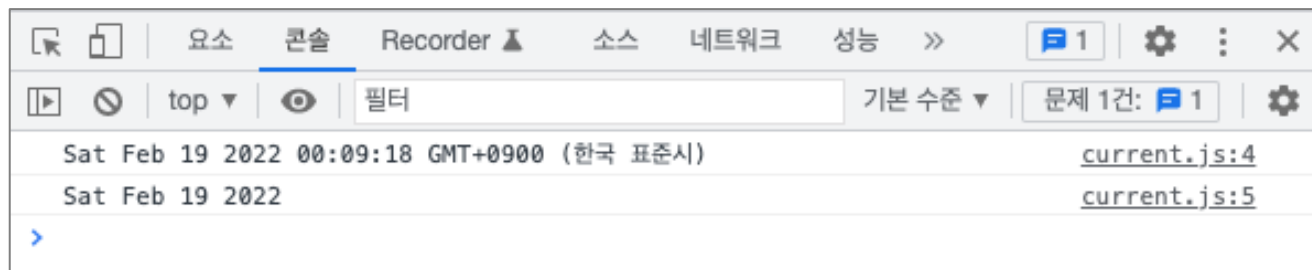 요소 콘솔 Recorder 소스 네트워크 성능 » 1
top ▼ 필터 기본 수준 ▼ 문제 1건: 1
Sat Feb 19 2022 00:09:18 GMT+0900 (한국 표준시) current.js:4
Sat Feb 19 2022 current.js:5
>